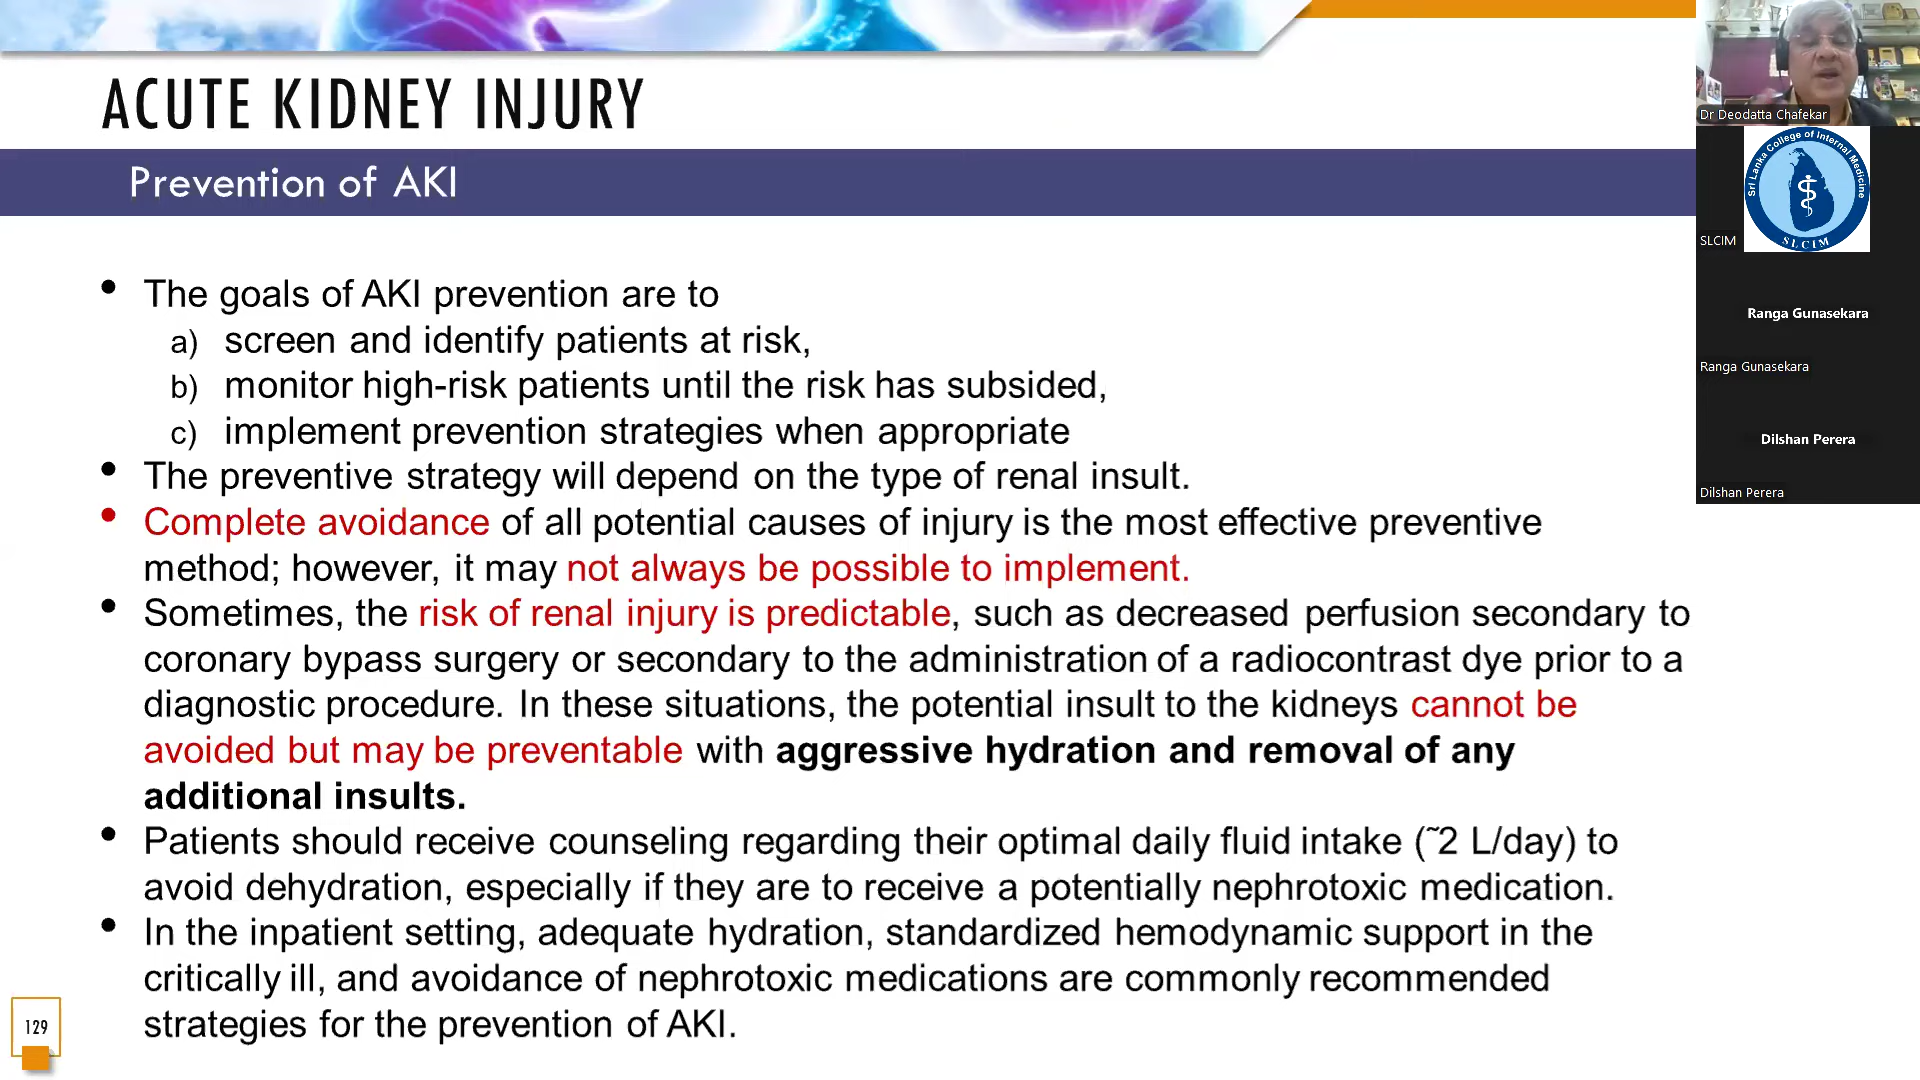 ACUTE KIDNEY INJURY
Prevention of AKI
• The goals of AKI prevention are to
a) screen and identify patients at risk,
b) monitor high-risk patients until the risk has subsided,
c) implement prevention strategies when appropriate
• The preventive strategy will depend on the type of renal insult.
• Complete avoidance of all potential causes of injury is the most effective preventive
method; however, it may not always be possible to implement.
• Sometimes, the risk of renal injury is predictable, such as decreased perfusion secondary to
coronary bypass surgery or secondary to the administration of a radiocontrast dye prior to a
diagnostic procedure. In these situations, the potential insult to the kidneys cannot be
avoided but may be preventable with aggressive hydration and removal of any
additional insults.
• Patients should receive counseling regarding their optimal daily fluid intake (˜2 L/day) to
avoid dehydration, especially if they are to receive a potentially nephrotoxic medication.
• In the inpatient setting, adequate hydration, standardized hemodynamic support in the
critically ill, and avoidance of nephrotoxic medications are commonly recommended
strategies for the prevention of AKI.
129
Dr Deodatta Chafekar
Sri Lanka College of Internal Medicine
SLCIM
SLCIM
Ranga Gunasekara
Ranga Gunasekara
Dilshan Perera
Dilshan Perera